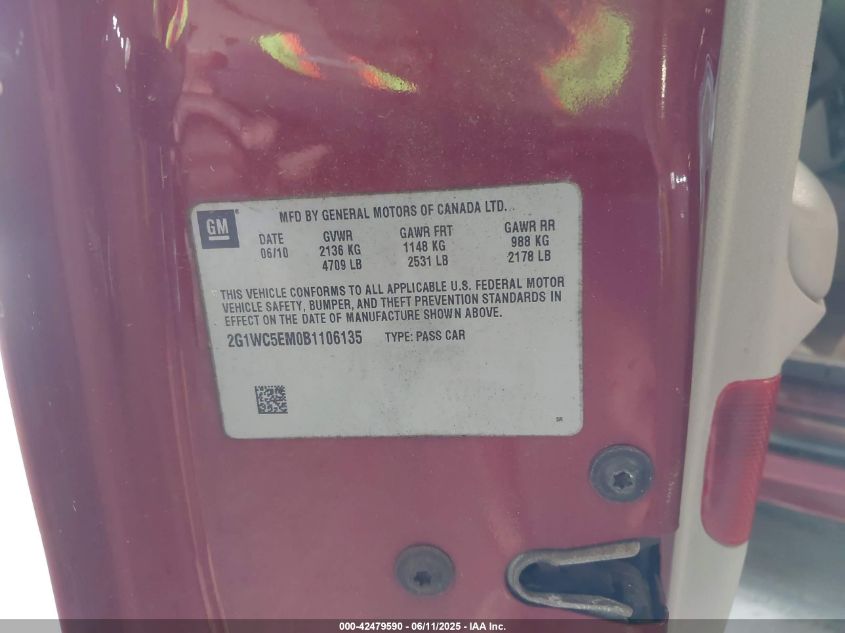 GM
MFD BY GENERAL MOTORS OF CANADA LTD.
DATE GVWR GAWR FRT GAWR RR
06/10 2136 KG 1148 KG 988 KG
4709 LB 2531 LB 2178 LB
THIS VEHICLE CONFORMS TO ALL APPLICABLE U.S. FEDERAL MOTOR
VEHICLE SAFETY, BUMPER, AND THEFT PREVENTION STANDARDS IN
EFFECT ON THE DATE OF MANUFACTURE SHOWN ABOVE.
2G1WC5EM0B1106135 TYPE: PASS CAR
000-42479590 - 06/11/2025 - IAA Inc.